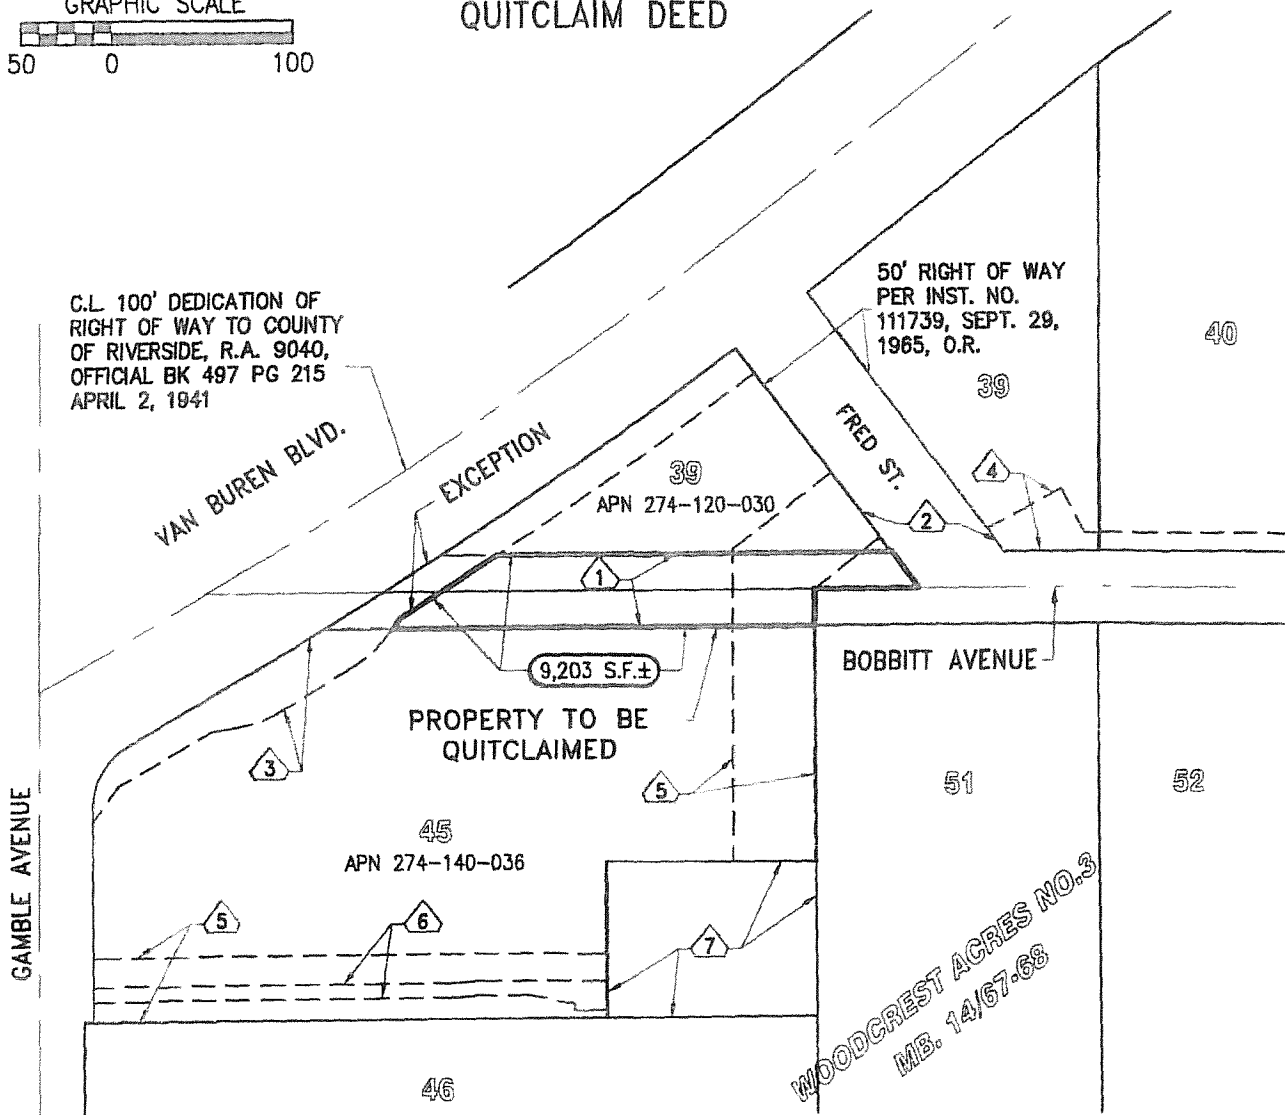 GRAPHIC SCALE
50 0 100
QUITCLAIM DEED
C.L. 100' DEDICATION OF
RIGHT OF WAY TO COUNTY
OF RIVERSIDE, R.A. 9040,
OFFICIAL BK 497 PG 215
APRIL 2, 1941
50' RIGHT OF WAY
PER INST. NO.
111739, SEPT. 29,
1965, O.R.
40
39
VAN BUREN BLVD.
EXCEPTION
FRED ST.
39
APN 274-120-030
4
2
1
9,203 S.F.±
BOBBITT AVENUE
PROPERTY TO BE
QUITCLAIMED
3
5
51
52
45
APN 274-140-036
GAMBLE AVENUE
5
6
7
WOODCREST ACRES NO.3
MB. 14/67-68
46